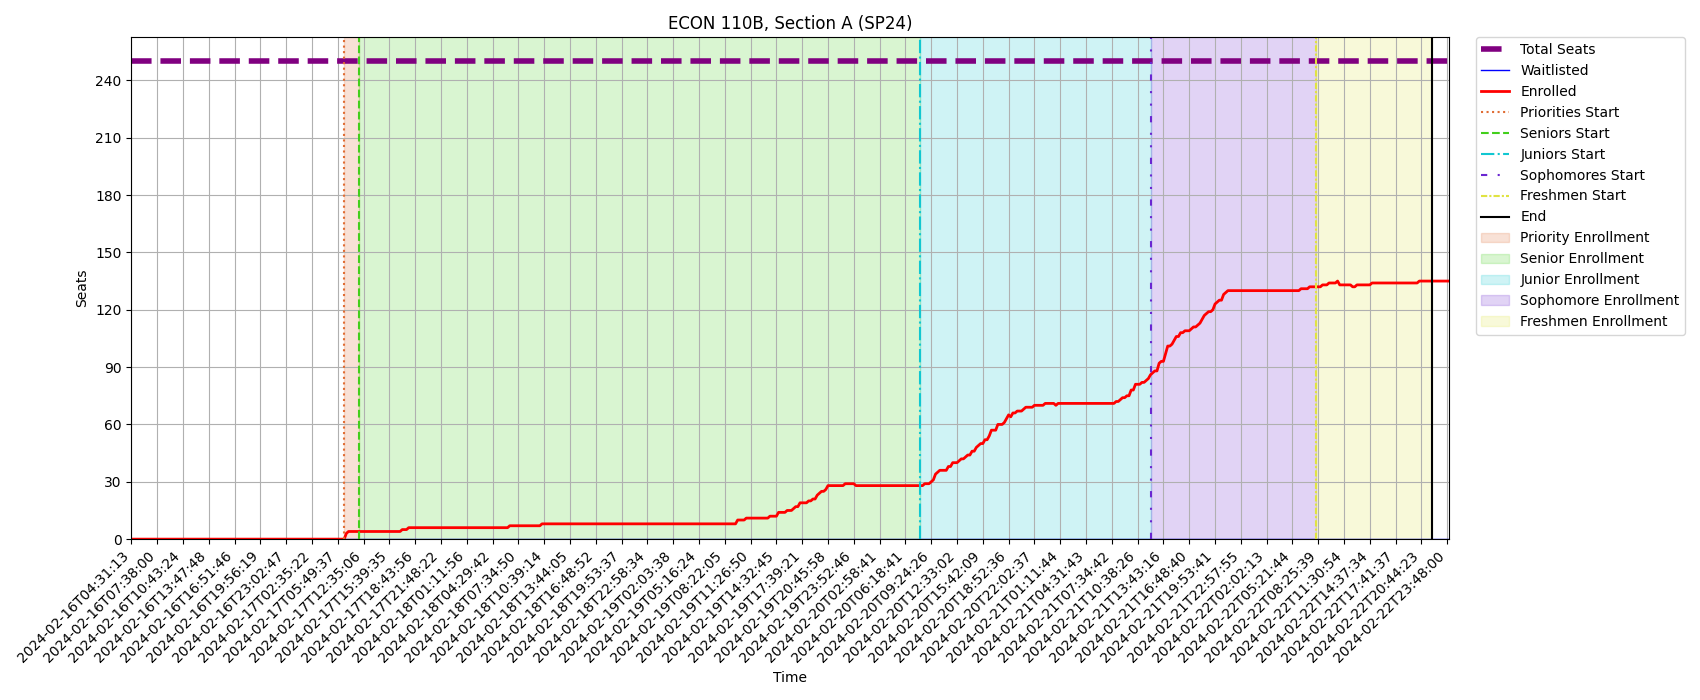 ECON 110B, Section A (SP24)
Total Seats
Waitlisted
Enrolled
Priorities Start
Seniors Start
Juniors Start
Sophomores Start
Freshmen Start
End
Priority Enrollment
Senior Enrollment
Junior Enrollment
Sophomore Enrollment
Freshmen Enrollment
Seats
240
210
180
150
120
90
60
30
0
2024-02-16T04:31:13
2024-02-16T07:38:00
2024-02-16T10:43:24
2024-02-16T13:47:48
2024-02-16T16:51:46
2024-02-16T19:56:19
2024-02-16T23:02:47
2024-02-17T02:35:22
2024-02-17T05:49:37
2024-02-17T12:35:06
2024-02-17T15:39:35
2024-02-17T18:43:56
2024-02-17T21:48:22
2024-02-18T01:11:56
2024-02-18T04:29:42
2024-02-18T07:34:50
2024-02-18T10:39:14
2024-02-18T13:44:05
2024-02-18T16:48:52
2024-02-18T19:53:37
2024-02-18T22:58:34
2024-02-19T02:03:38
2024-02-19T05:16:24
2024-02-19T08:22:05
2024-02-19T11:26:50
2024-02-19T14:32:45
2024-02-19T17:39:21
2024-02-19T20:45:58
2024-02-19T23:52:46
2024-02-20T02:58:41
2024-02-20T06:18:41
2024-02-20T09:24:26
2024-02-20T12:33:02
2024-02-20T15:42:09
2024-02-20T18:52:36
2024-02-20T22:02:37
2024-02-21T01:11:44
2024-02-21T04:31:43
2024-02-21T07:34:42
2024-02-21T10:38:26
2024-02-21T13:43:16
2024-02-21T16:48:40
2024-02-21T19:53:41
2024-02-21T22:57:55
2024-02-22T02:02:13
2024-02-22T05:21:44
2024-02-22T08:25:39
2024-02-22T11:30:54
2024-02-22T14:37:34
2024-02-22T17:41:37
2024-02-22T20:44:23
2024-02-22T23:48:00
Time